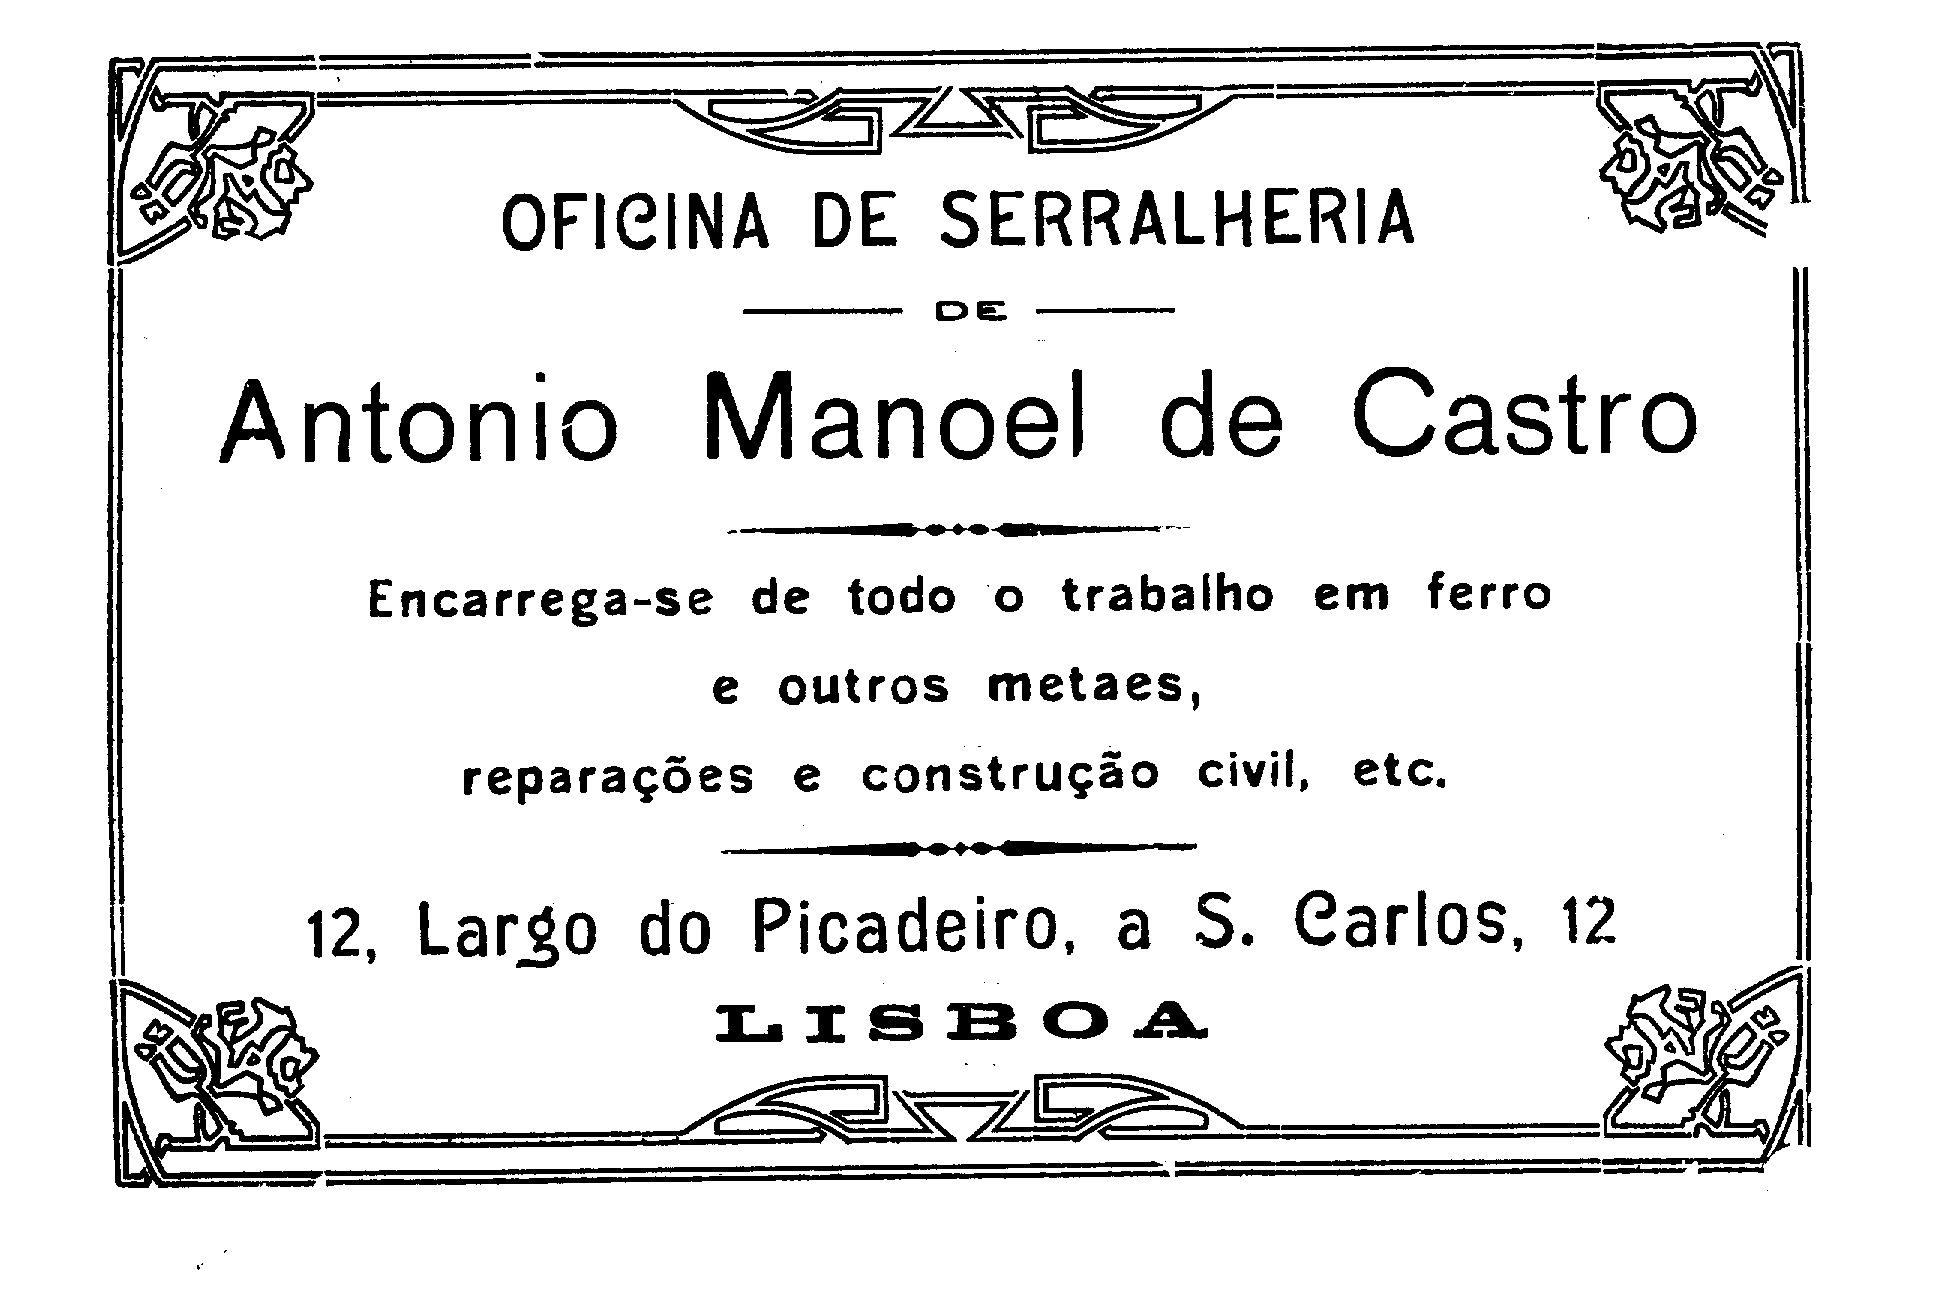 OFICINA DE SERRALHERIA
DE
Antonio Manoel de Castro
Encarrega-se de todo o trabalho em ferro
e outros metaes,
reparações e construção civil, etc.
12, Largo do Picadeiro, a S. Carlos, 12
LISBOA